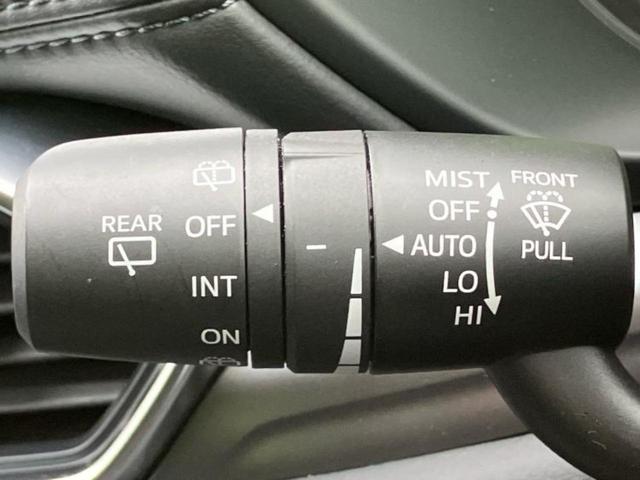 REAR
OFF
INT
ON
MIST
OFF
AUTO
LO
HI
FRONT
PULL